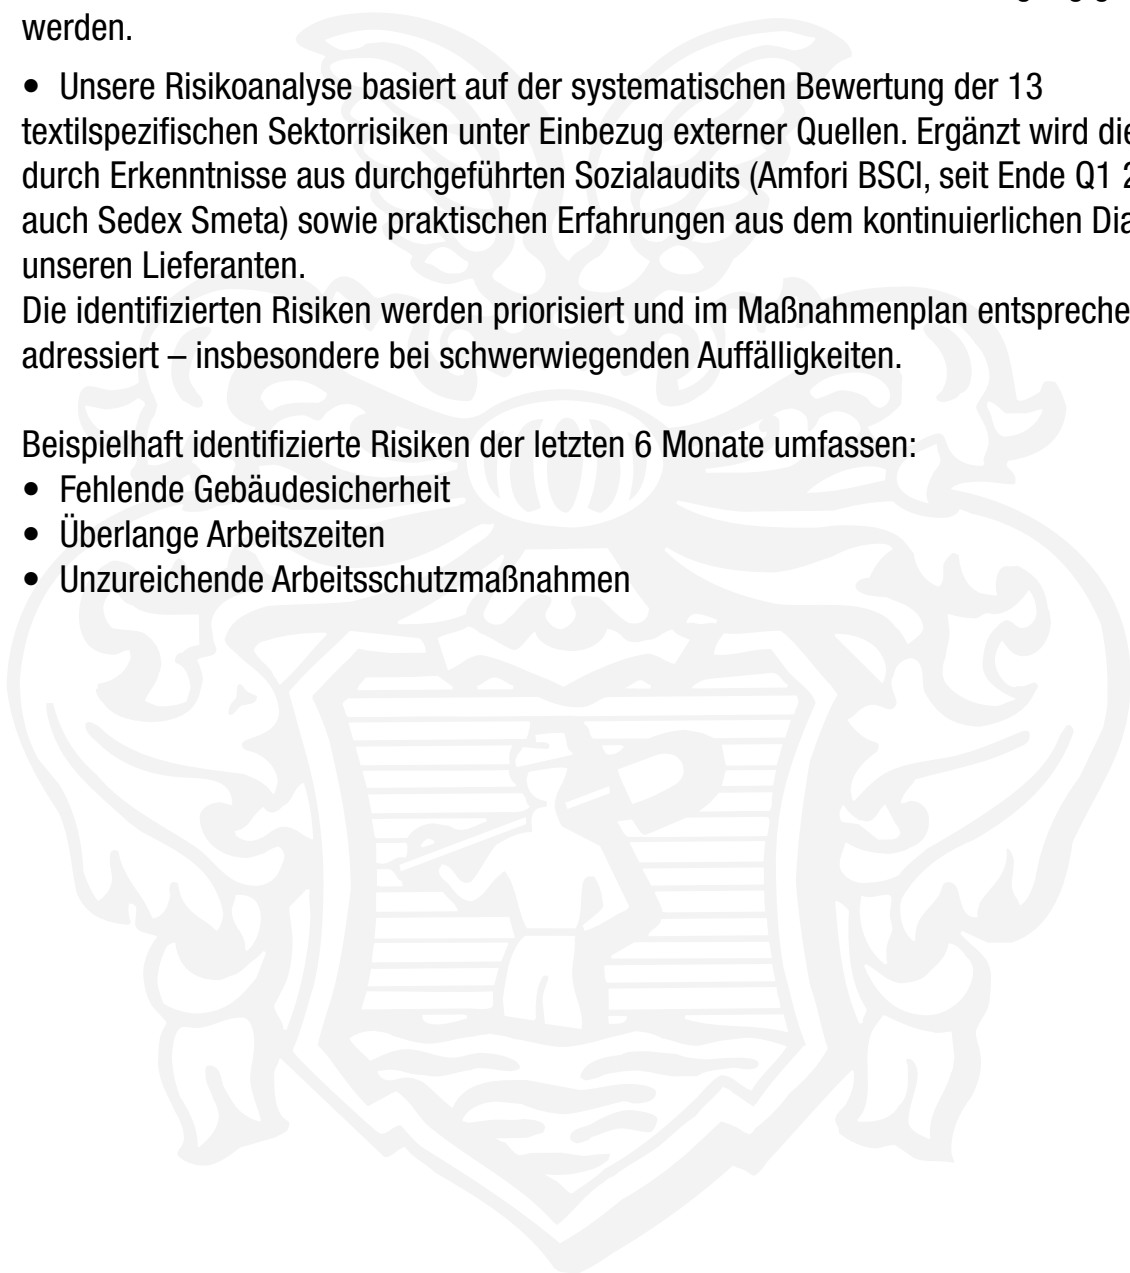 werden.
• Unsere Risikoanalyse basiert auf der systematischen Bewertung der 13
textilspezifischen Sektorrisiken unter Einbezug externer Quellen. Ergänzt wird
durch Erkenntnisse aus durchgeführten Sozialaudits (Amfori BSCI, seit Ende Q1
auch Sedex Smeta) sowie praktischen Erfahrungen aus dem kontinuierlichen
unseren Lieferanten.
Die identifizierten Risiken werden priorisiert und im Maßnahmenplan
adressiert – insbesondere bei schwerwiegenden Auffälligkeiten.
Beispielhaft identifizierte Risiken der letzten 6 Monate umfassen:
• Fehlende Gebäudesicherheit
• Überlange Arbeitszeiten
• Unzureichende Arbeitsschutzmaßnahmen